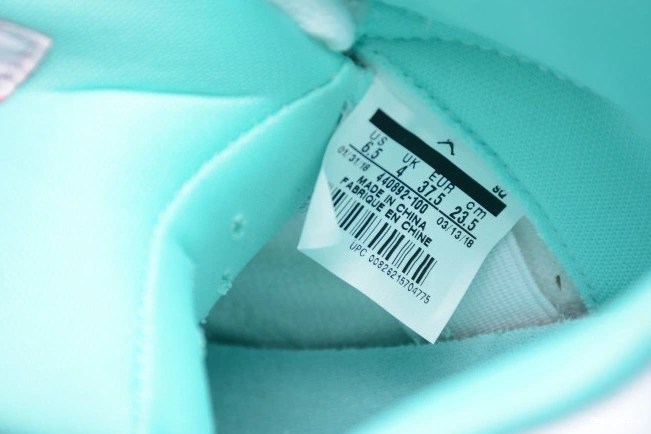 SQ
US UK EUR cm
6.5 4 37.5 23.5
01/31/18 440892-100 03/13/18
MADE IN CHINA
FABRIQUE EN CHINE
UPC 00826215704775